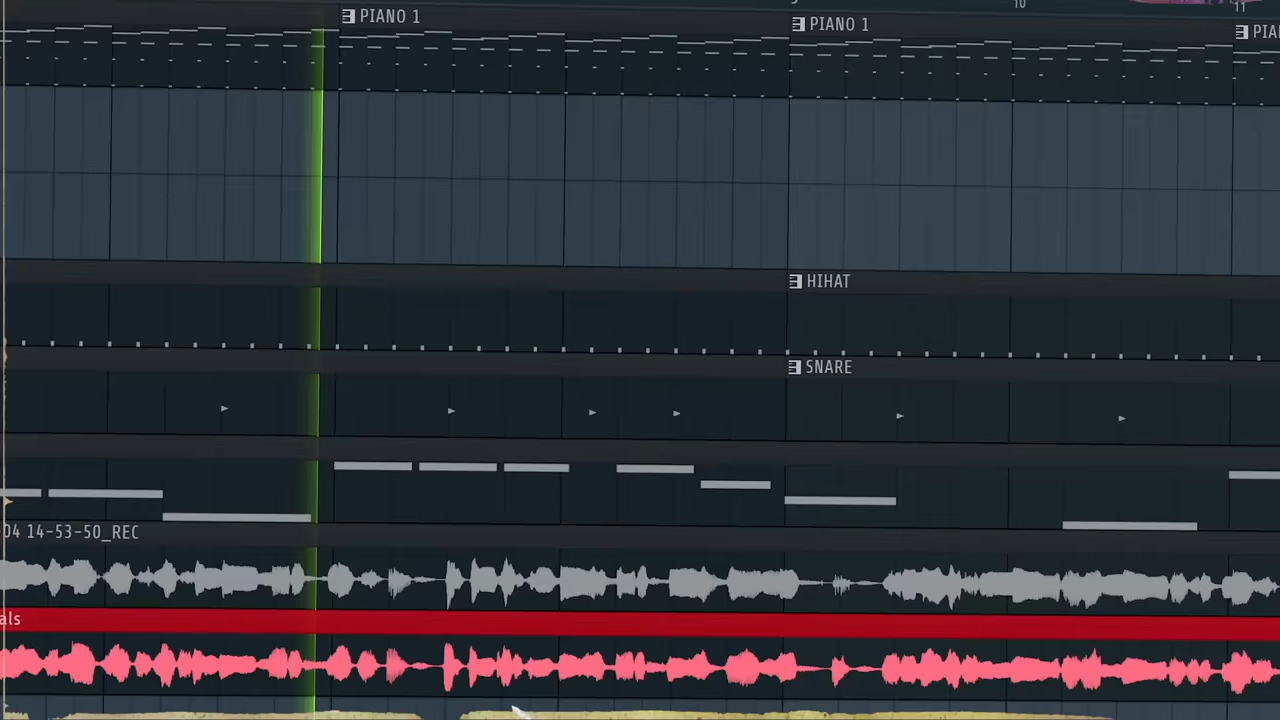 10
11
PIANO 1
PIANO 1
PIA
HIHAT
SNARE
04 14-53-50_REC
als